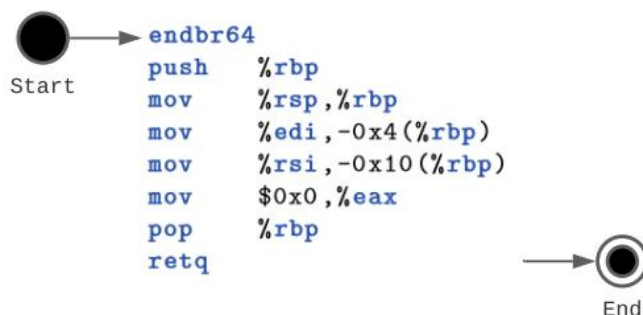 endbr64
Start
push %rbp
mov %rsp,%rbp
mov %edi,-0x4(%rbp)
mov %rsi,-0x10(%rbp)
mov $0x0,%eax
pop %rbp
retq
End